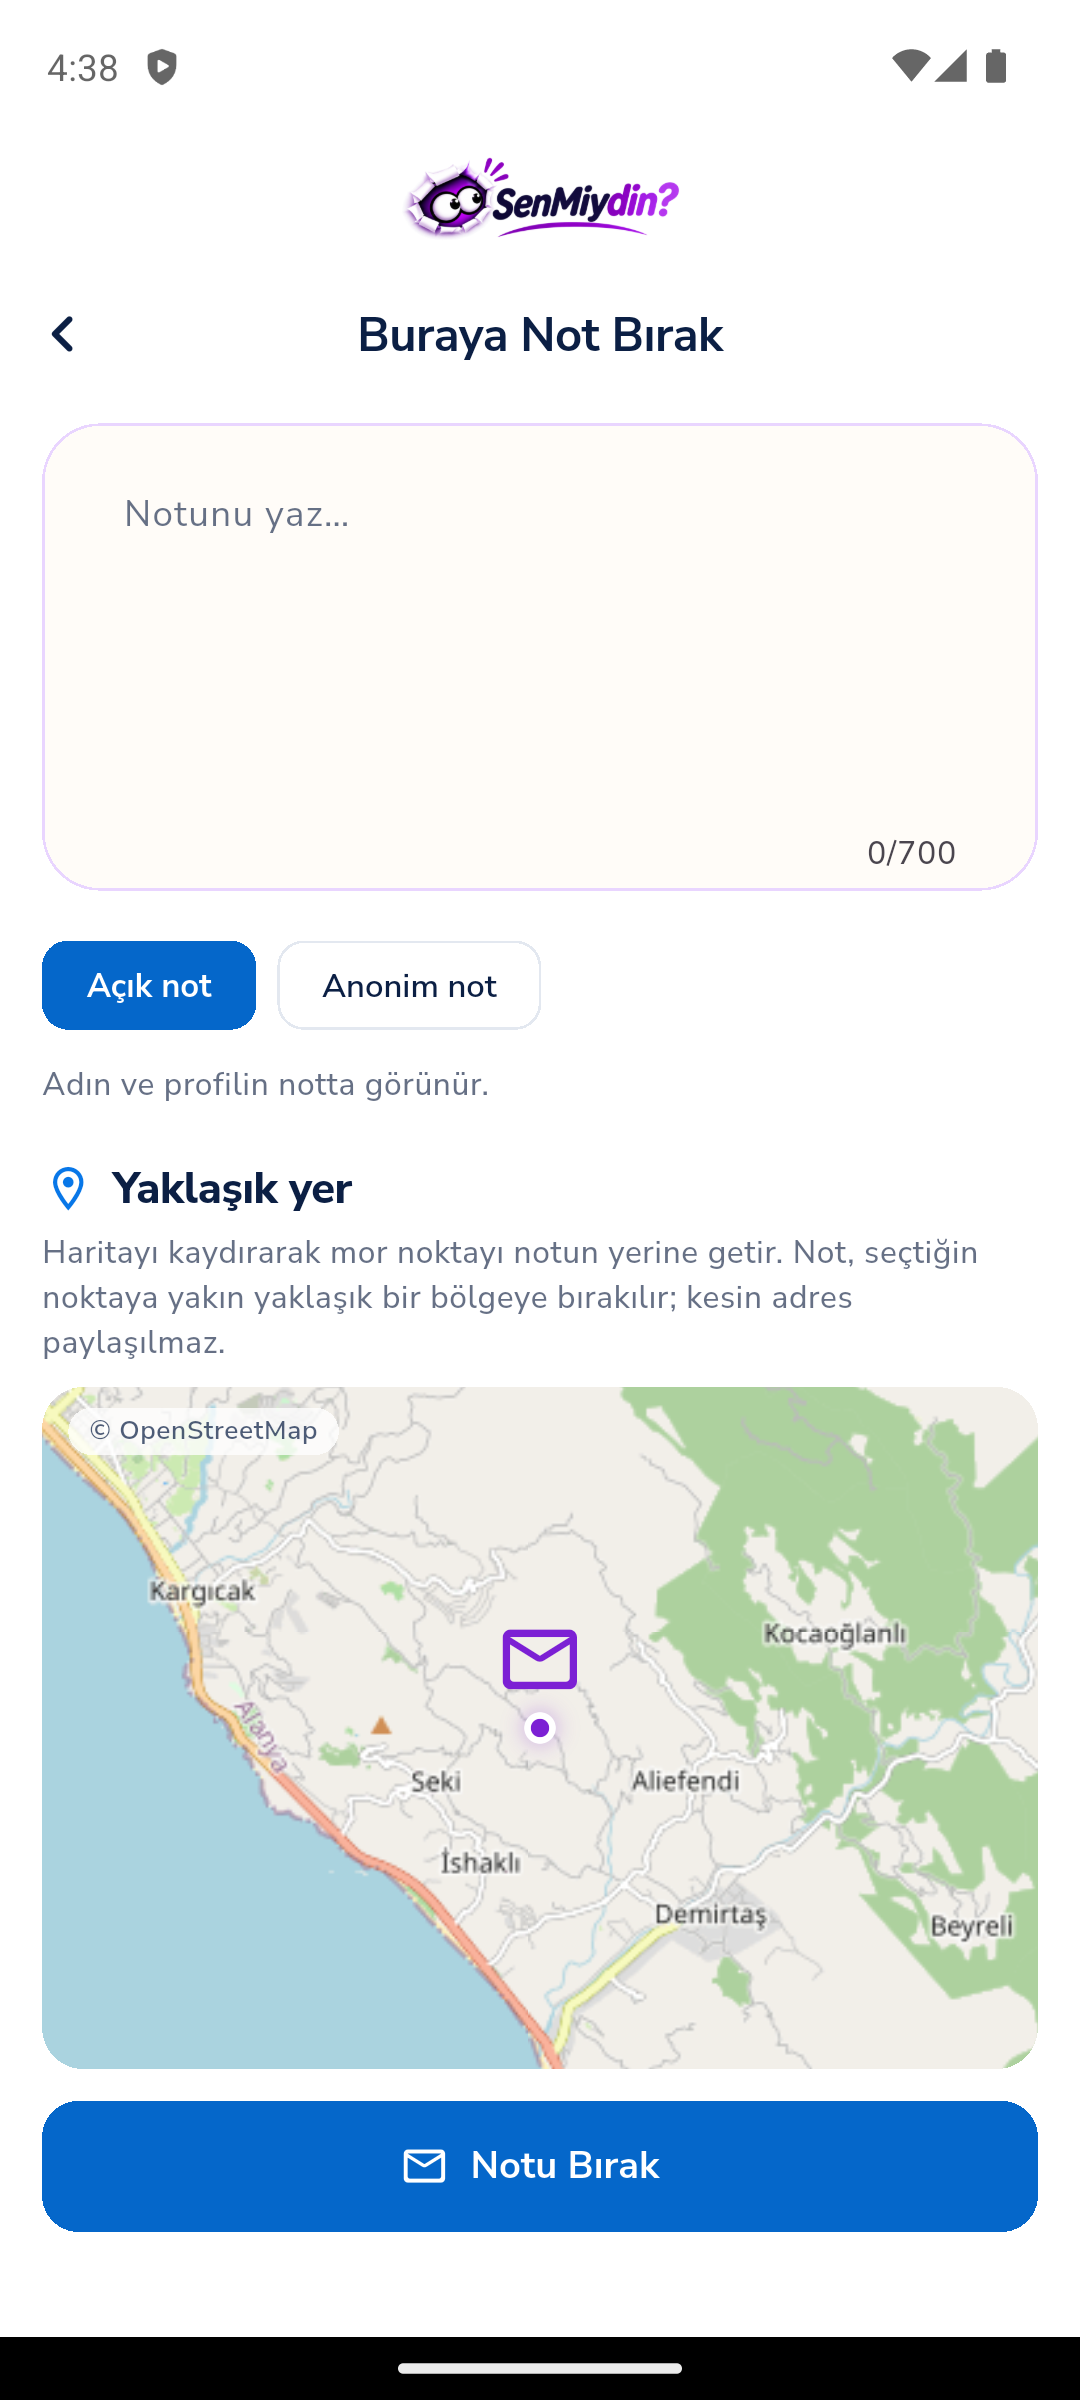 4:38
SenMiydin?
Buraya Not Bırak
Notunu yaz...
0/700
Açık not
Anonim not
Adın ve profilin notta görünür.
Yaklaşık yer
Haritayı kaydırarak mor noktayı notun yerine getir. Not, seçtiğin
noktaya yakın yaklaşık bir bölgeye bırakılır; kesin adres
paylaşılmaz.
© OpenStreetMap
Kargıcak
Kocaoğlanlı
Alanya
Seki
Aliefendi
İshaklı
Demirtaş
Beyreli
Notu Bırak